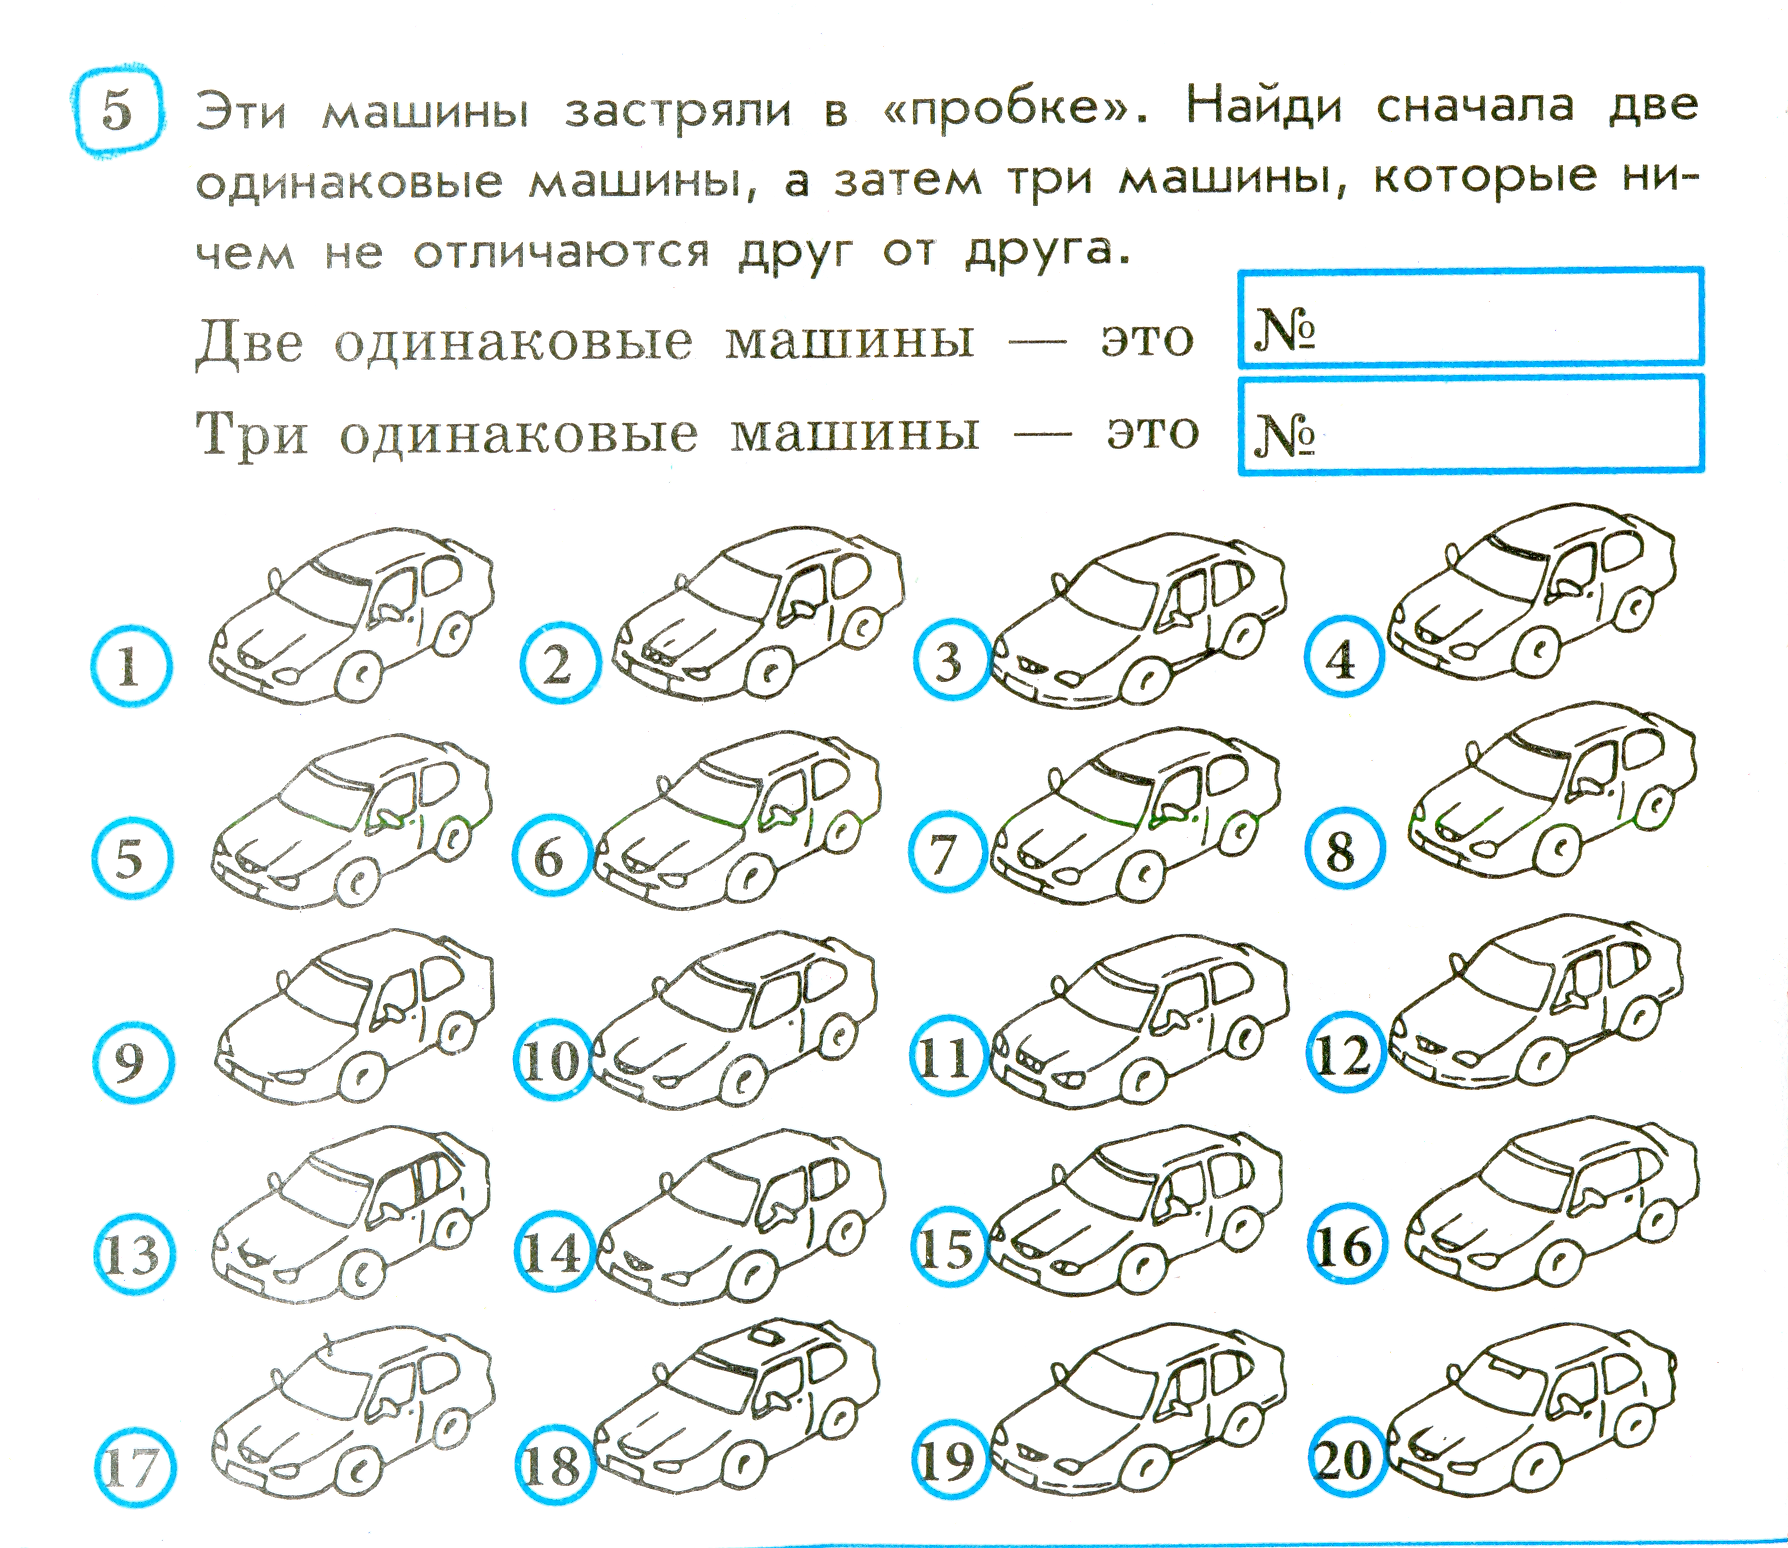 5 Эти машины застряли в «пробке». Найди сначала две
одинаковые машины, а затем три машины, которые ни-
чем не отличаются друг от друга.
Две одинаковые машины — это №
Три одинаковые машины — это №
1 2 3 4
5 6 7 8
9 10 11 12
13 14 15 16
17 18 19 20